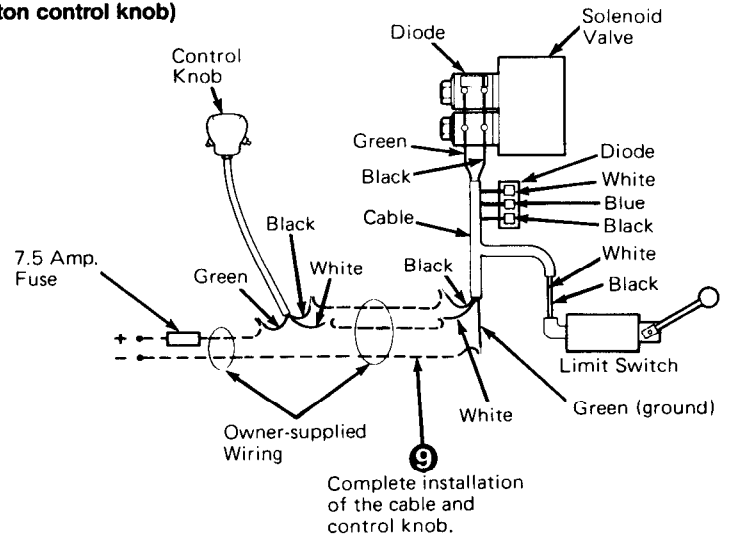 ton control knob)
Solenoid
Valve
Diode
Control
Knob
Green
Black
Diode
White
Blue
Black
Cable
Black
White
Green
7.5 Amp.
Fuse
Black
White
Black
+
–
Limit Switch
White
Green (ground)
Owner-supplied
Wiring
9
Complete installation
of the cable and
control knob.